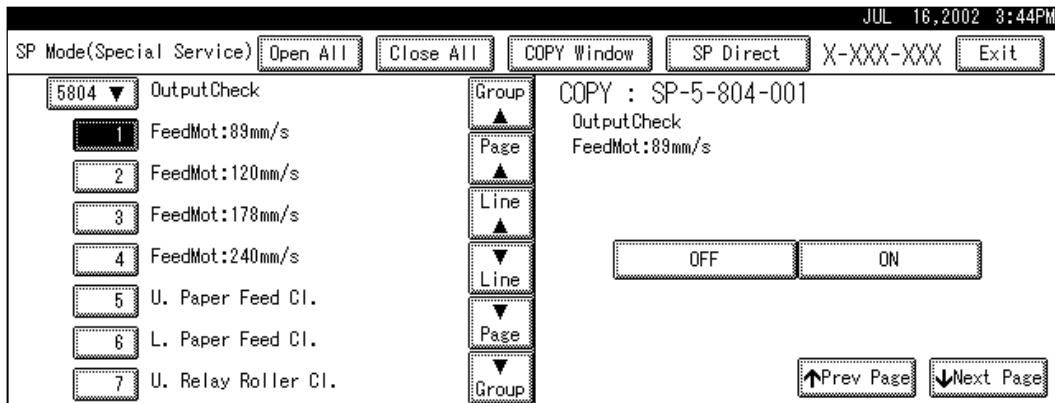 JUL 16,2002 3:44PM
SP Mode(Special Service) Open All Close All COPY Window SP Direct X-XXX-XXX Exit
5804 ▼ OutputCheck
1 FeedMot:89mm/s
2 FeedMot:120mm/s
3 FeedMot:178mm/s
4 FeedMot:240mm/s
5 U. Paper Feed Cl.
6 L. Paper Feed Cl.
7 U. Relay Roller Cl.
Group
▲
Page
▲
Line
▲
▼
Line
▼
Page
▼
Group
COPY : SP-5-804-001
OutputCheck
FeedMot:89mm/s
OFF ON
↑Prev Page ↓Next Page